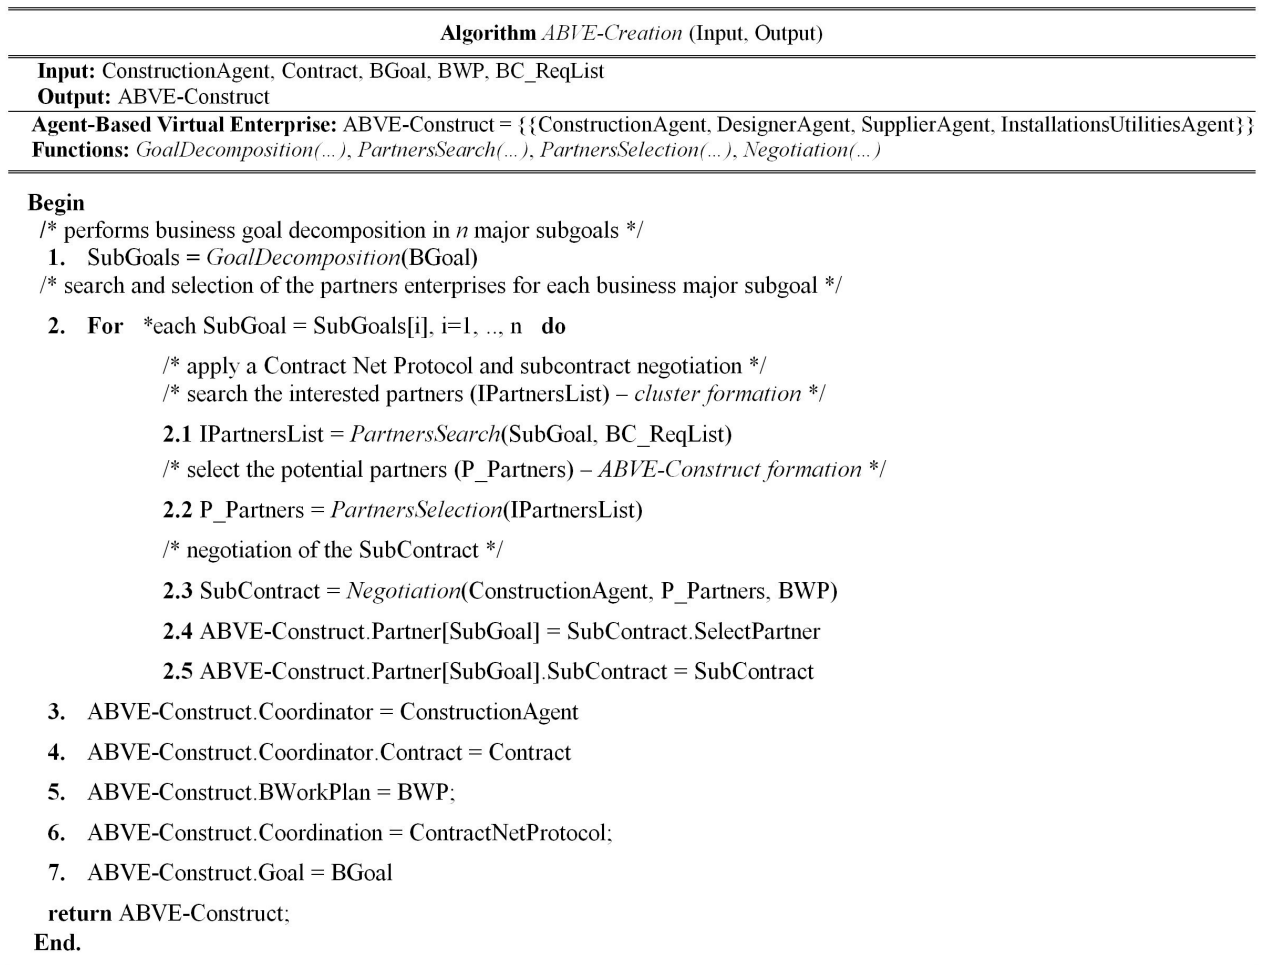 Algorithm ABVE-Creation (Input, Output)
Input: ConstructionAgent, Contract, BGoal, BWP, BC_ReqList
Output: ABVE-Construct
Agent-Based Virtual Enterprise: ABVE-Construct = {{ConstructionAgent, DesignerAgent, SupplierAgent, InstallationsUtilitiesAgent}}
Functions: GoalDecomposition(...), PartnersSearch(...), PartnersSelection(...), Negotiation(...)
Begin
/* performs business goal decomposition in n major subgoals */
1. SubGoals = GoalDecomposition(BGoal)
/* search and selection of the partners enterprises for each business major subgoal */
2. For *each SubGoal = SubGoals[i], i=1, .., n do
/* apply a Contract Net Protocol and subcontract negotiation */
/* search the interested partners (IPartnersList) – cluster formation */
2.1 IPartnersList = PartnersSearch(SubGoal, BC_ReqList)
/* select the potential partners (P_Partners) – ABVE-Construct formation */
2.2 P_Partners = PartnersSelection(IPartnersList)
/* negotiation of the SubContract */
2.3 SubContract = Negotiation(ConstructionAgent, P_Partners, BWP)
2.4 ABVE-Construct.Partner[SubGoal] = SubContract.SelectPartner
2.5 ABVE-Construct.Partner[SubGoal].SubContract = SubContract
3. ABVE-Construct.Coordinator = ConstructionAgent
4. ABVE-Construct.Coordinator.Contract = Contract
5. ABVE-Construct.BWorkPlan = BWP;
6. ABVE-Construct.Coordination = ContractNetProtocol;
7. ABVE-Construct.Goal = BGoal
return ABVE-Construct;
End.